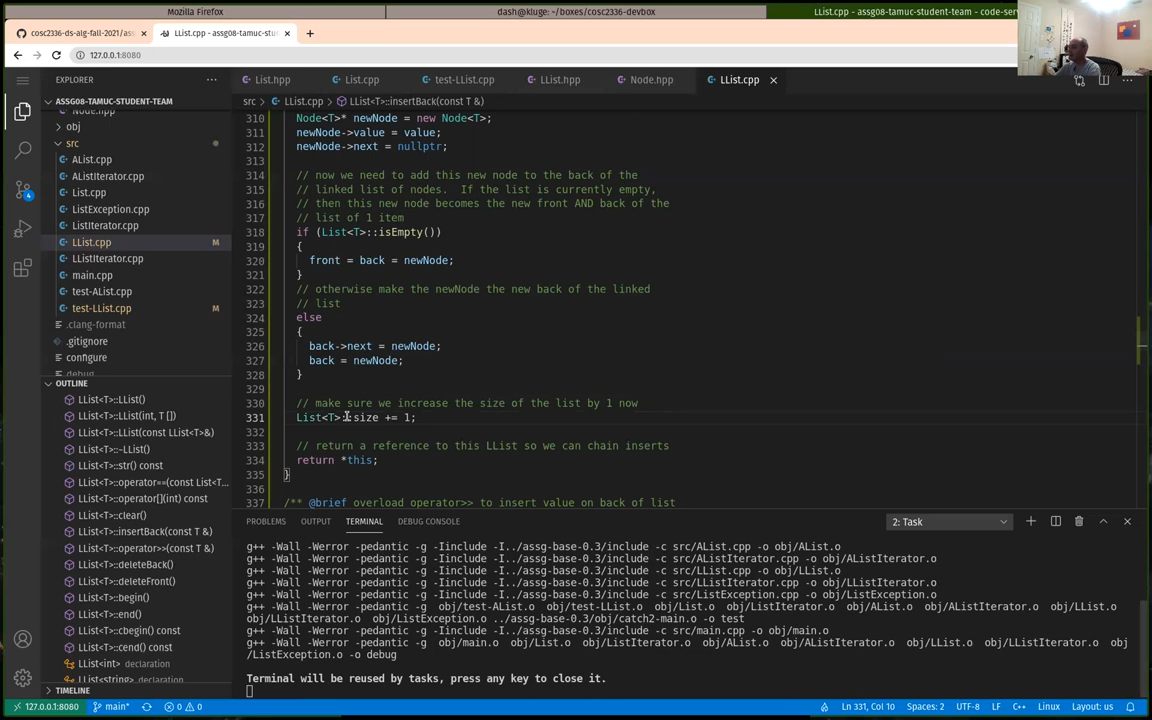 Mozilla Firefox
dash@kluge: ~/boxes/cosc2336-devbox
LList.cpp - assg08-tamuc-student-team - code-serv
cosc2336-ds-alg-fall-2021/ass
LList.cpp - assg08-tamuc-stu
127.0.0.1:8080
EXPLORER
List.hpp
List.cpp
test-LList.cpp
LList.hpp
Node.hpp
LList.cpp
ASSG08-TAMUC-STUDENT-TEAM
src > LList.cpp > LList<T>::insertBack(const T &)
Node.hpp
obj
src
AList.cpp
AListIterator.cpp
List.cpp
ListException.cpp
ListIterator.cpp
LList.cpp M
LListIterator.cpp
main.cpp
test-AList.cpp
test-LList.cpp M
.clang-format
.gitignore
configure
debug
OUTLINE
LList<T>::LList()
LList<T>::LList(int, T [])
LList<T>::LList(const LList<T>&)
LList<T>::~LList()
LList<T>::str() const
LList<T>::operator==(const List<T...
LList<T>::operator[](int) const
LList<T>::clear()
LList<T>::insertBack(const T &)
LList<T>::operator>>(const T &)
LList<T>::deleteBack()
LList<T>::deleteFront()
LList<T>::begin()
LList<T>::end()
LList<T>::cbegin() const
LList<T>::cend() const
LList<int> declaration
LList<string> declaration
TIMELINE
4
310 Node<T>* newNode = new Node<T>;
311 newNode->value = value;
312 newNode->next = nullptr;
313
314 // now we need to add this new node to the back of the
315 // linked list of nodes.  If the list is currently empty,
316 // then this new node becomes the new front AND back of the
317 // list of 1 item
318 if (List<T>::isEmpty())
319 {
320 front = back = newNode;
321 }
322 // otherwise make the newNode the new back of the linked
323 // list
324 else
325 {
326 back->next = newNode;
327 back = newNode;
328 }
329
330 // make sure we increase the size of the list by 1 now
331 List<T>::size += 1;
332
333 // return a reference to this LList so we can chain inserts
334 return *this;
335 }
336
337 /** @brief overload operator>> to insert value on back of list
PROBLEMS
OUTPUT
TERMINAL
DEBUG CONSOLE
2: Task
g++ -Wall -Werror -pedantic -g -Iinclude -I../assg-base-0.3/include -c src/AList.cpp -o obj/AList.o
g++ -Wall -Werror -pedantic -g -Iinclude -I../assg-base-0.3/include -c src/AListIterator.cpp -o obj/AListIterator.o
g++ -Wall -Werror -pedantic -g -Iinclude -I../assg-base-0.3/include -c src/LList.cpp -o obj/LList.o
g++ -Wall -Werror -pedantic -g -Iinclude -I../assg-base-0.3/include -c src/LListIterator.cpp -o obj/LListIterator.o
g++ -Wall -Werror -pedantic -g -Iinclude -I../assg-base-0.3/include -c src/ListException.cpp -o obj/ListException.o
g++ -Wall -Werror -pedantic -g  obj/test-AList.o  obj/test-LList.o  obj/List.o  obj/ListIterator.o  obj/AList.o  obj/AListIterator.o  obj/LList.o
obj/LListIterator.o  obj/ListException.o ../assg-base-0.3/obj/catch2-main.o -o test
g++ -Wall -Werror -pedantic -g -Iinclude -I../assg-base-0.3/include -c src/main.cpp -o obj/main.o
g++ -Wall -Werror -pedantic -g  obj/main.o  obj/List.o  obj/ListIterator.o  obj/AList.o  obj/AListIterator.o  obj/LList.o  obj/LListIterator.o  obj
/ListException.o -o debug
Terminal will be reused by tasks, press any key to close it.
127.0.0.1:8080
main*
0
0
Ln 331, Col 10
Spaces: 2
UTF-8
LF
C++
Linux
Layout: us